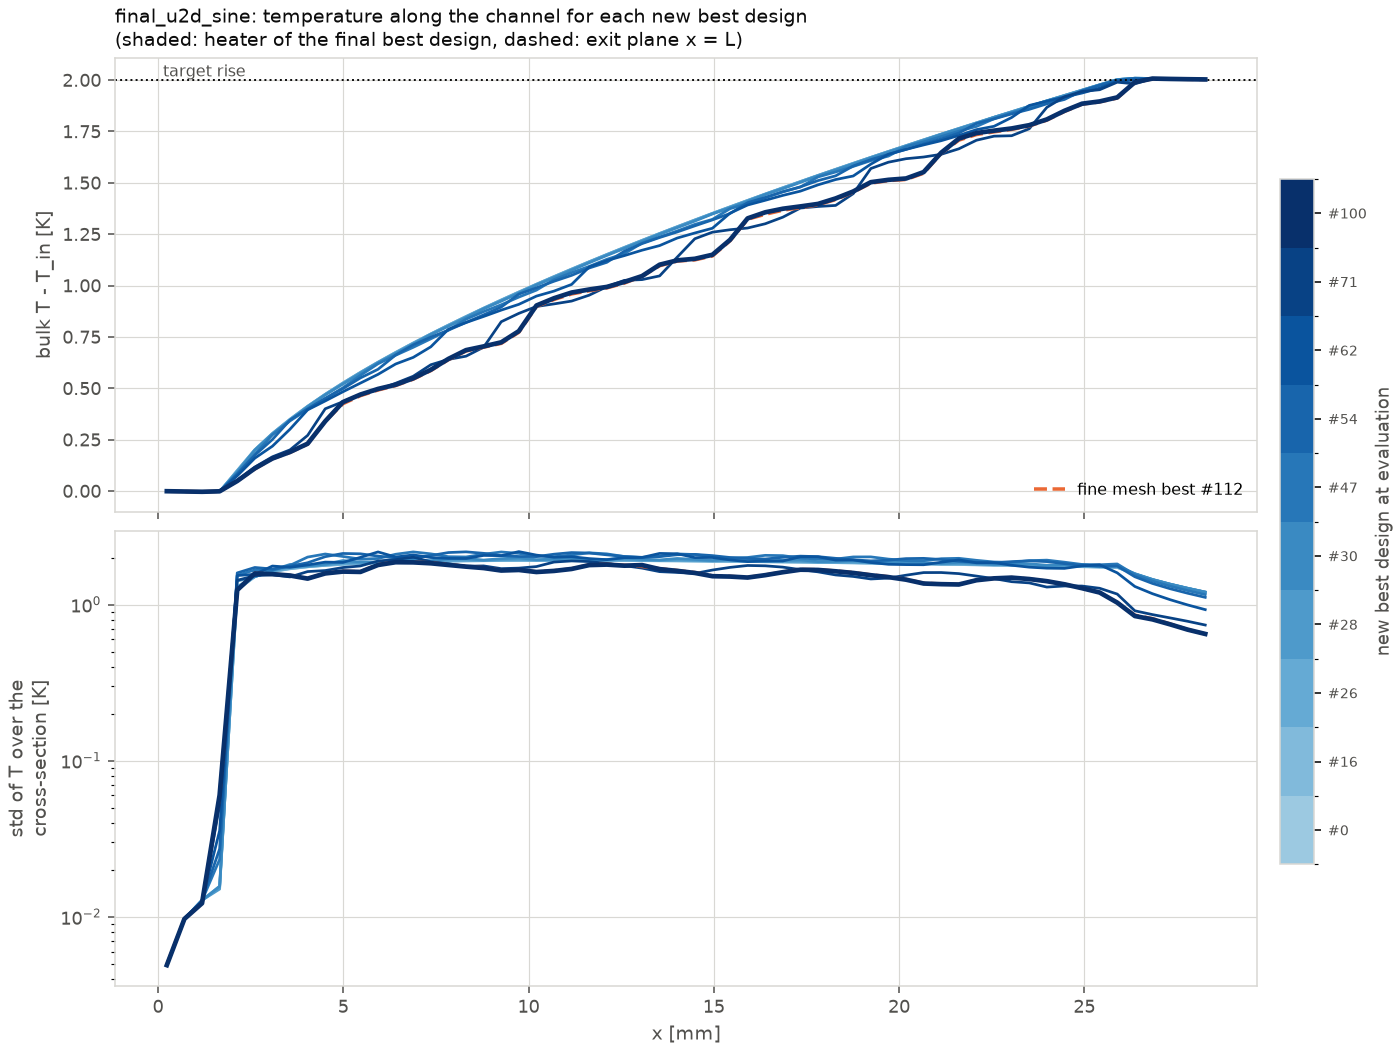 final_u2d_sine: temperature along the channel for each new best design
(shaded: heater of the final best design, dashed: exit plane x = L)
target rise
2.00
1.75
1.50
1.25
1.00
0.75
0.50
0.25
0.00
bulk T - T_in [K]
fine mesh best #112
10⁰
10⁻¹
10⁻²
std of T over the
cross-section [K]
0 5 10 15 20 25
x [mm]
#100
#71
#62
#54
#47
#30
#28
#26
#16
#0
new best design at evaluation